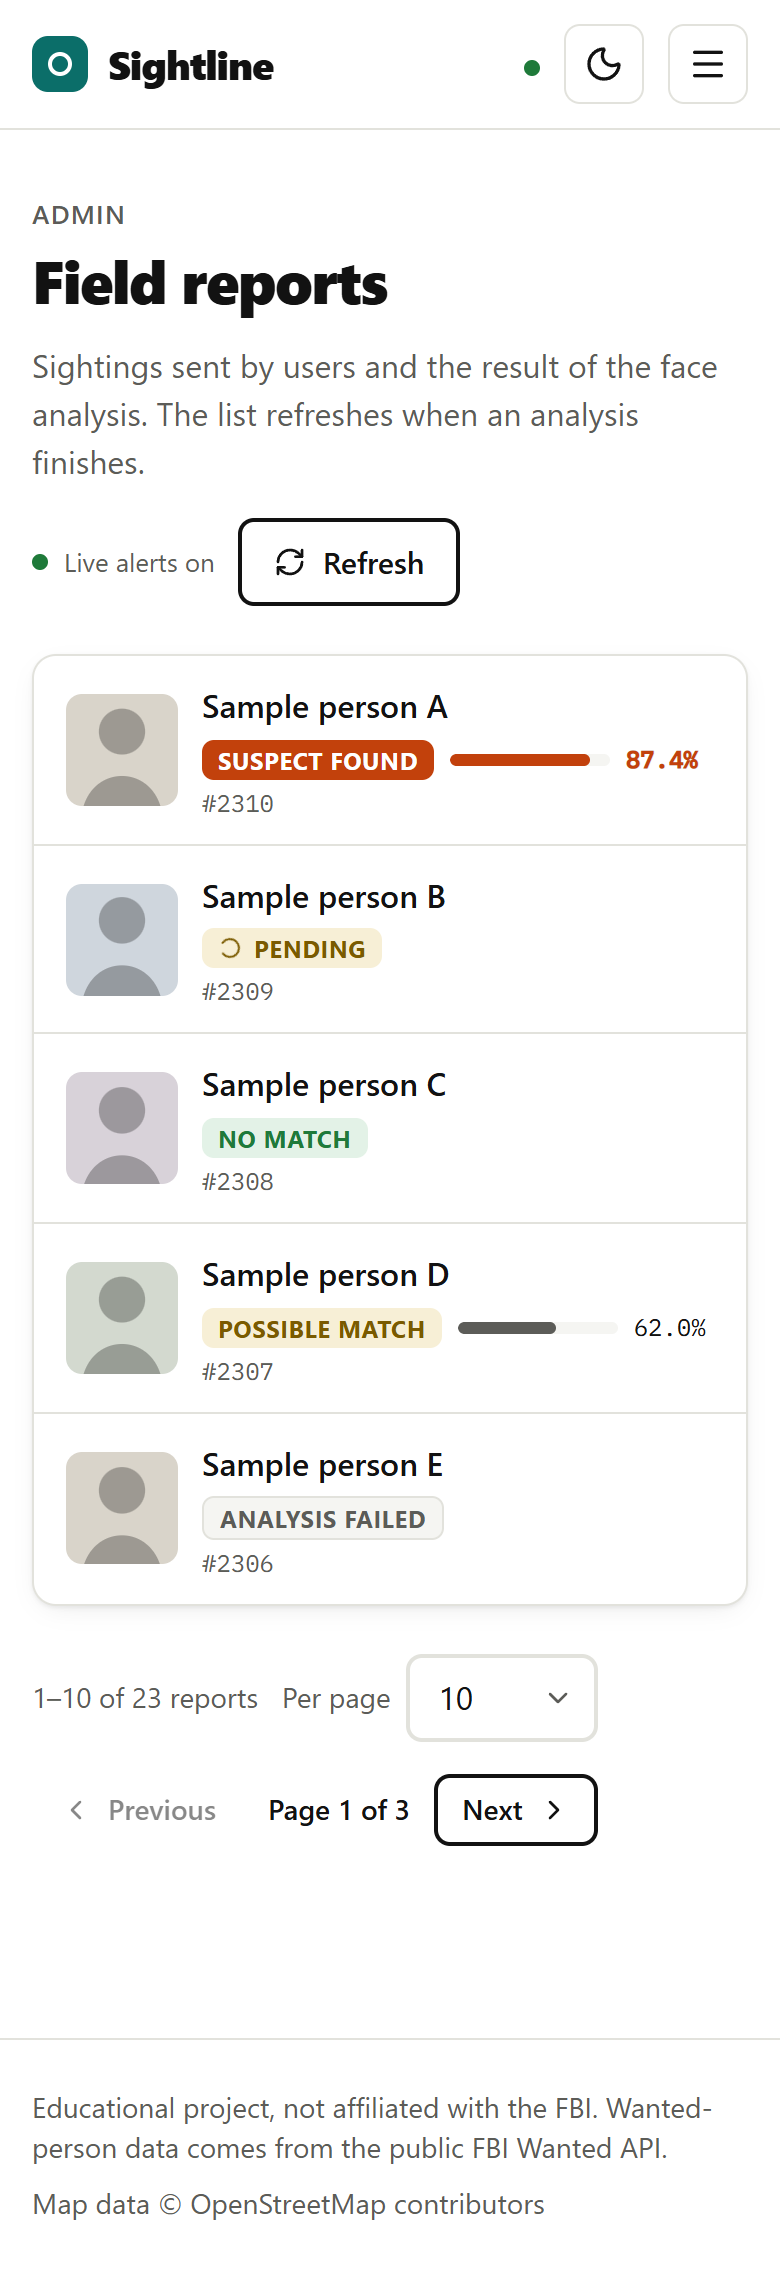 Sightline
ADMIN
Field reports
Sightings sent by users and the result of the face
analysis. The list refreshes when an analysis
finishes.
Live alerts on
Refresh
Sample person A
SUSPECT FOUND 87.4%
#2310
Sample person B
PENDING
#2309
Sample person C
NO MATCH
#2308
Sample person D
POSSIBLE MATCH 62.0%
#2307
Sample person E
ANALYSIS FAILED
#2306
1–10 of 23 reports Per page 10
Previous Page 1 of 3 Next
Educational project, not affiliated with the FBI. Wanted-
person data comes from the public FBI Wanted API.
Map data © OpenStreetMap contributors